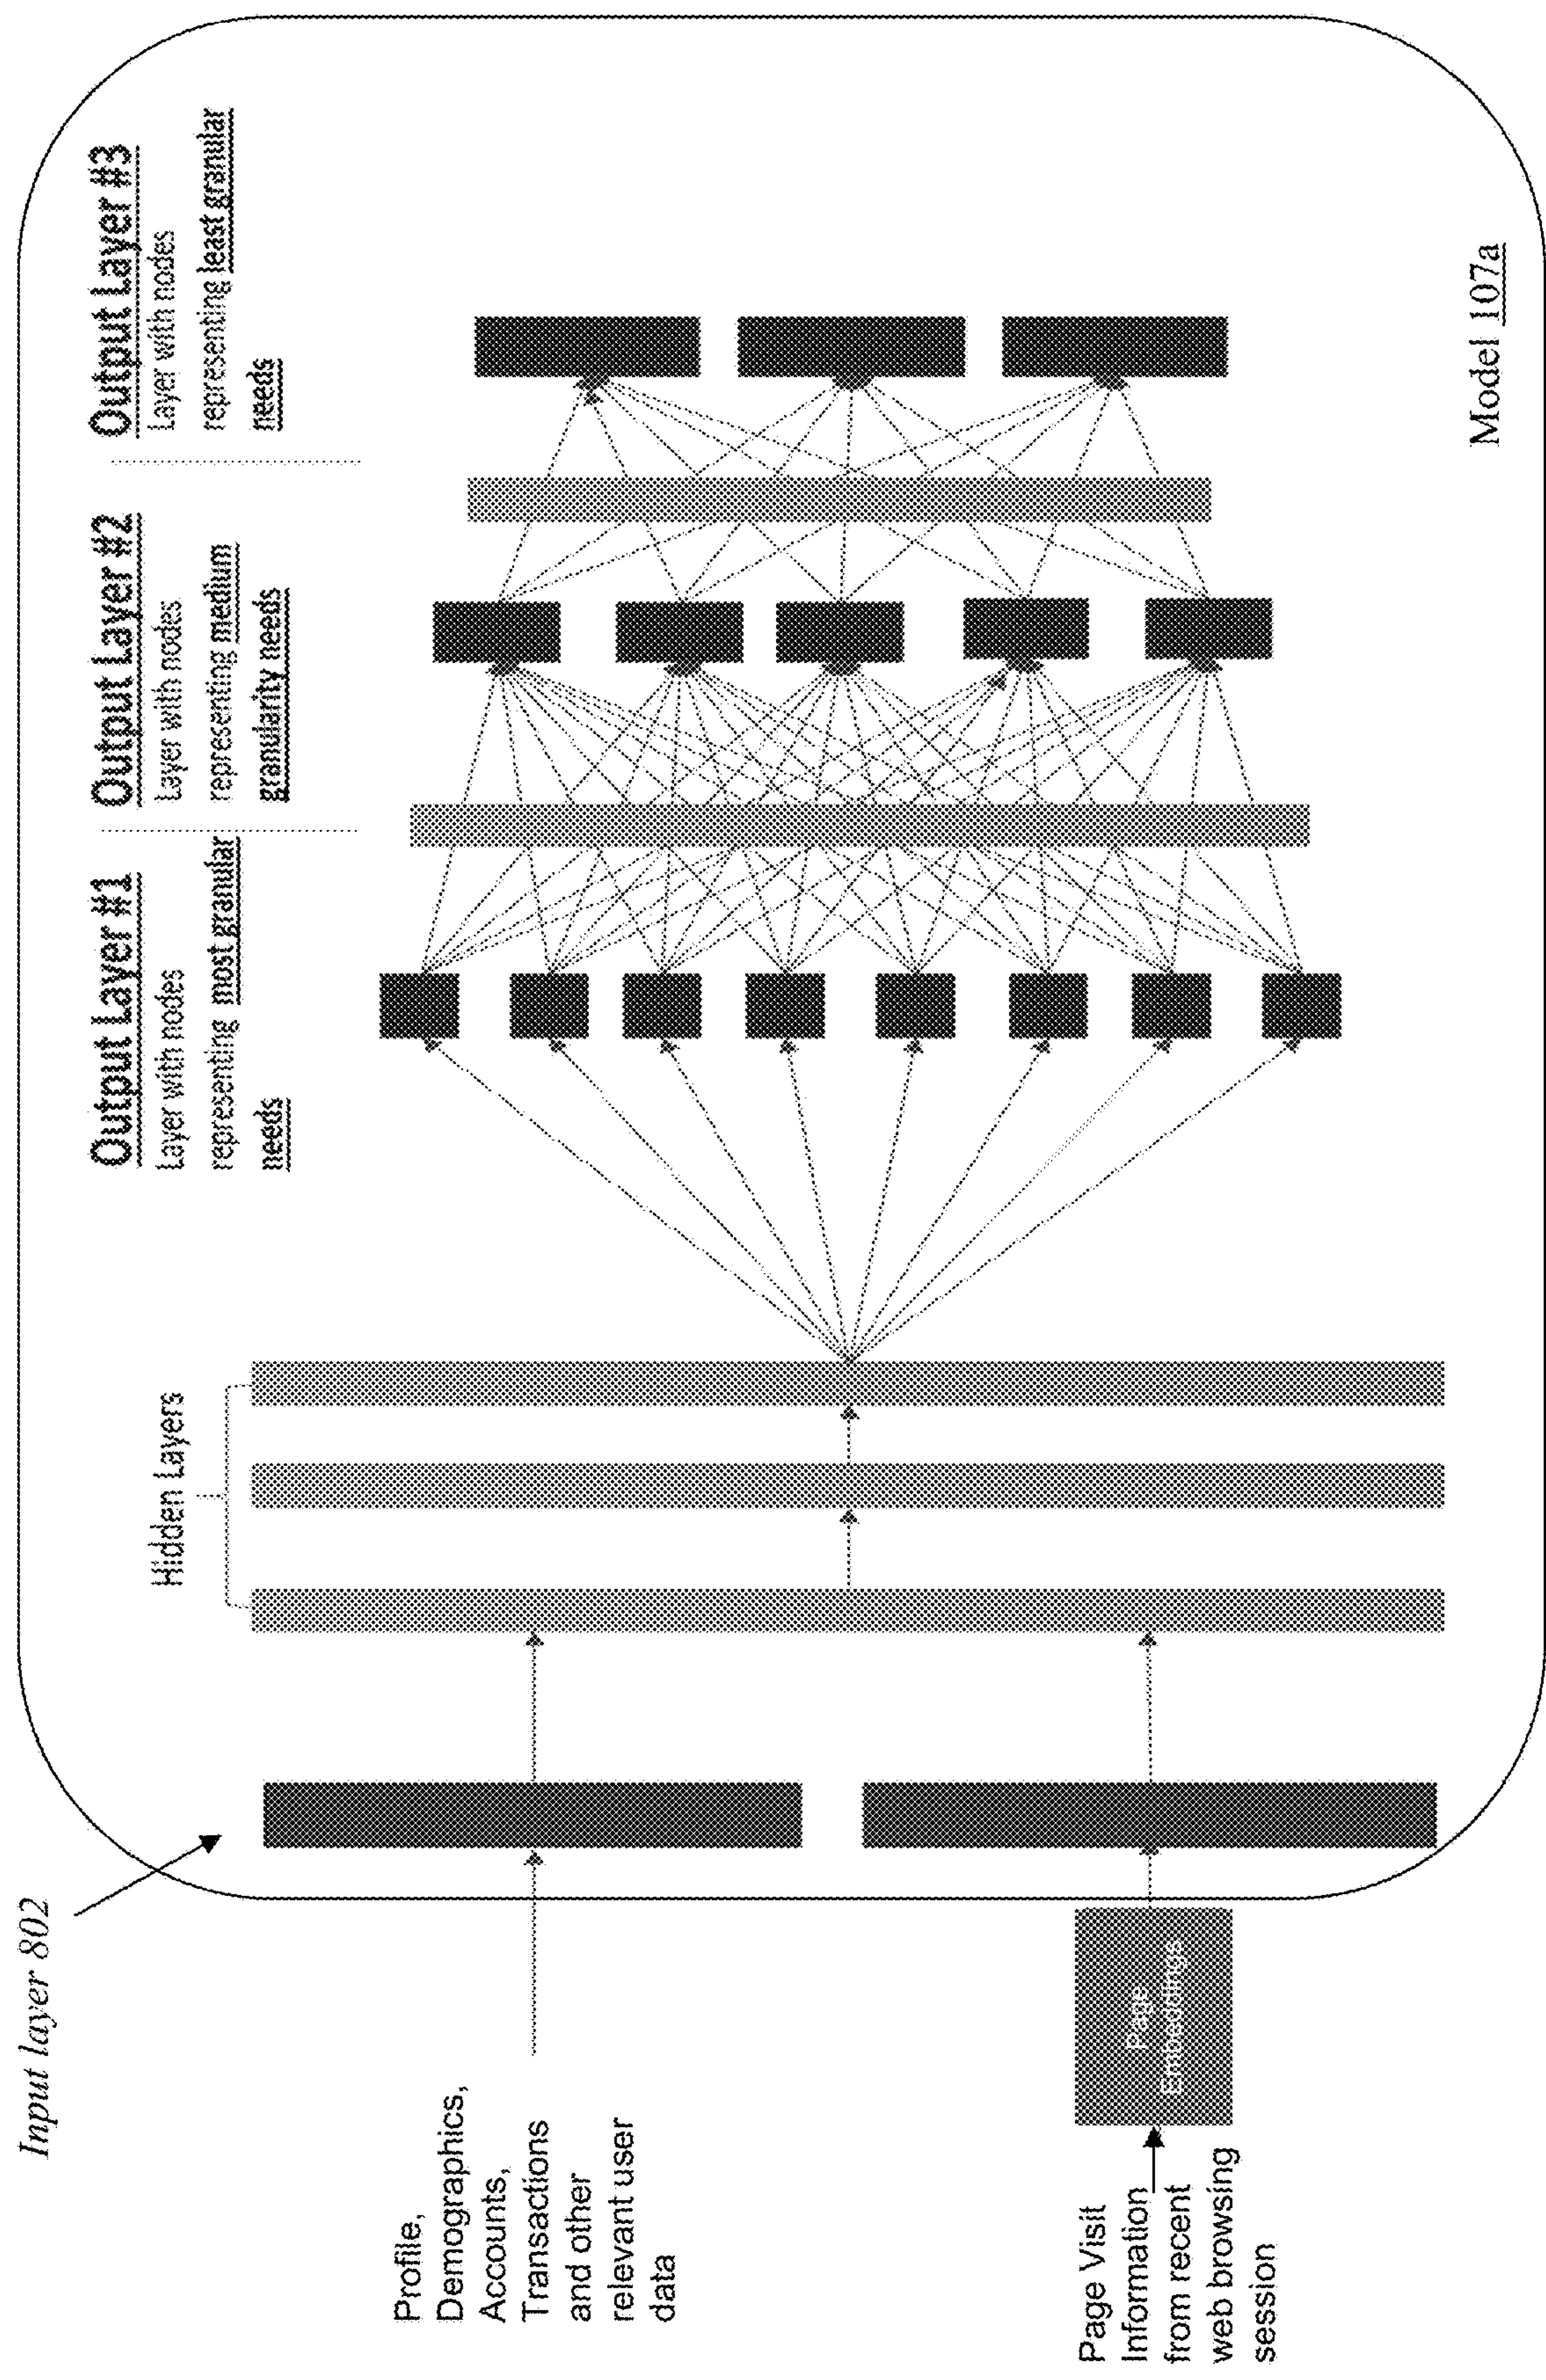 Input layer 802
Profile,
Demographics,
Accounts,
Transactions
and other
relevant user
data
Page Visit
Information
from recent
web browsing
session
Page
Embeddings
Hidden Layers
Output Layer #1
Layer with nodes
representing most granular
needs
Output Layer #2
Layer with nodes
representing medium
granularity needs
Output Layer #3
Layer with nodes
representing least granular
needs
Model 107a